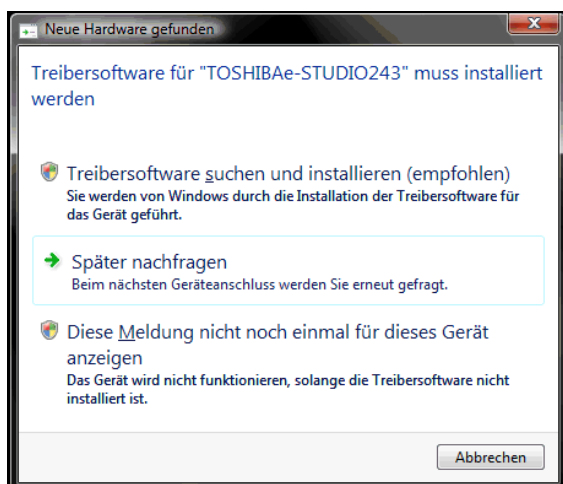 Neue Hardware gefunden
Treibersoftware für "TOSHIBAe-STUDIO243" muss installiert
werden
Treibersoftware suchen und installieren (empfohlen)
Sie werden von Windows durch die Installation der Treibersoftware für
das Gerät geführt.
Später nachfragen
Beim nächsten Geräteanschluss werden Sie erneut gefragt.
Diese Meldung nicht noch einmal für dieses Gerät
anzeigen
Das Gerät wird nicht funktionieren, solange die Treibersoftware nicht
installiert ist.
Abbrechen